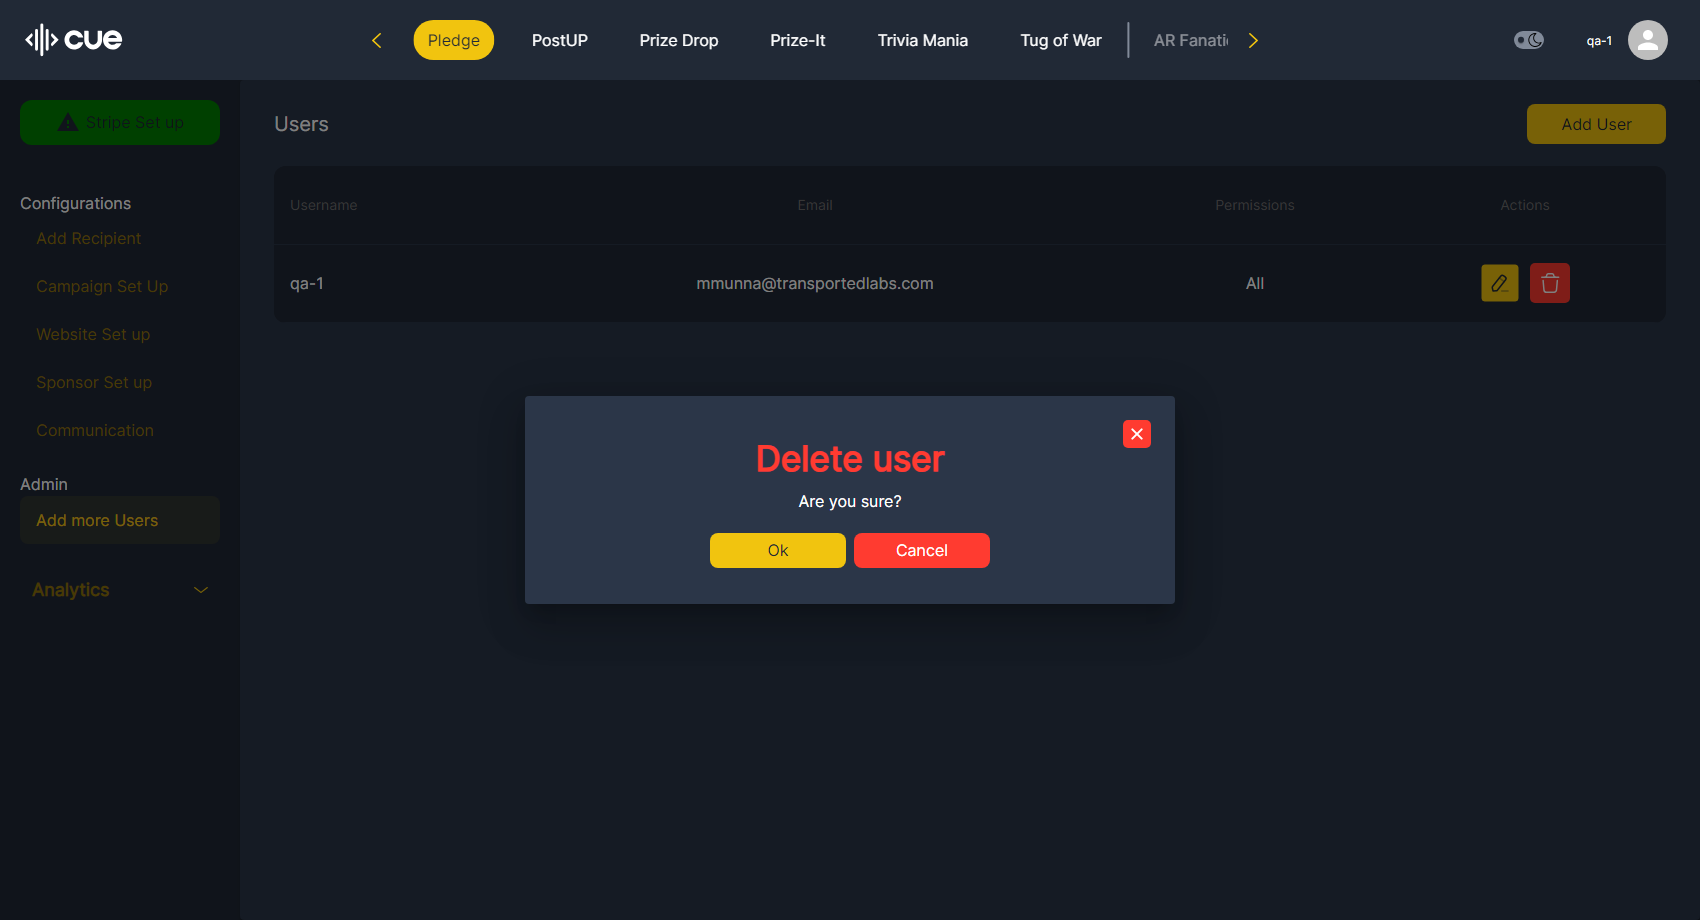 cue
Pledge
PostUP
Prize Drop
Prize-It
Trivia Mania
Tug of War
AR Fanati
qa-1
Stripe Set up
Configurations
Add Recipient
Campaign Set Up
Website Set up
Sponsor Set up
Communication
Admin
Add more Users
Analytics
Users
Add User
Username Email Permissions Actions
qa-1 mmunna@transportedlabs.com All
Delete user
Are you sure?
Ok
Cancel